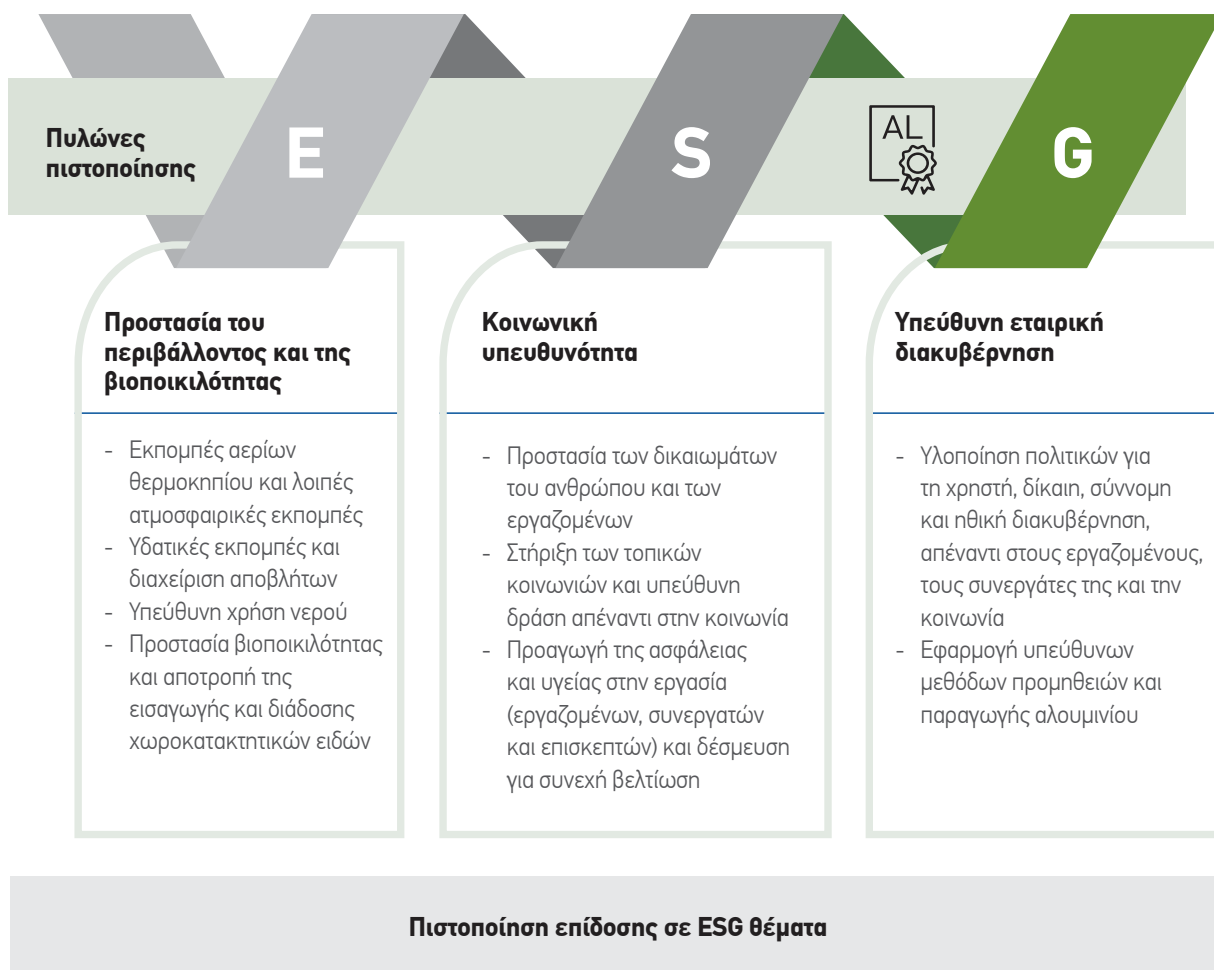 Πυλώνες
πιστοποίησης
E
S
AL
G
Προστασία του
περιβάλλοντος και της
βιοποικιλότητας
- Εκπομπές αερίων
θερμοκηπίου και λοιπές
ατμοσφαιρικές εκπομπές
- Υδατικές εκπομπές και
διαχείριση αποβλήτων
- Υπεύθυνη χρήση νερού
- Προστασία βιοποικιλότητας
και αποτροπή της
εισαγωγής και διάδοσης
χωροκατακτητικών ειδών
Κοινωνική
υπευθυνότητα
- Προστασία των δικαιωμάτων
του ανθρώπου και των
εργαζομένων
- Στήριξη των τοπικών
κοινωνιών και υπεύθυνη
δράση απέναντι στην κοινωνία
- Προαγωγή της ασφάλειας
και υγείας στην εργασία
(εργαζομένων, συνεργατών
και επισκεπτών) και δέσμευση
για συνεχή βελτίωση
Υπεύθυνη εταιρική
διακυβέρνηση
- Υλοποίηση πολιτικών για
τη χρηστή, δίκαιη, σύννομη
και ηθική διακυβέρνηση,
απέναντι στους εργαζομένους,
τους συνεργάτες της και την
κοινωνία
- Εφαρμογή υπεύθυνων
μεθόδων προμηθειών και
παραγωγής αλουμινίου
Πιστοποίηση επίδοσης σε ESG θέματα